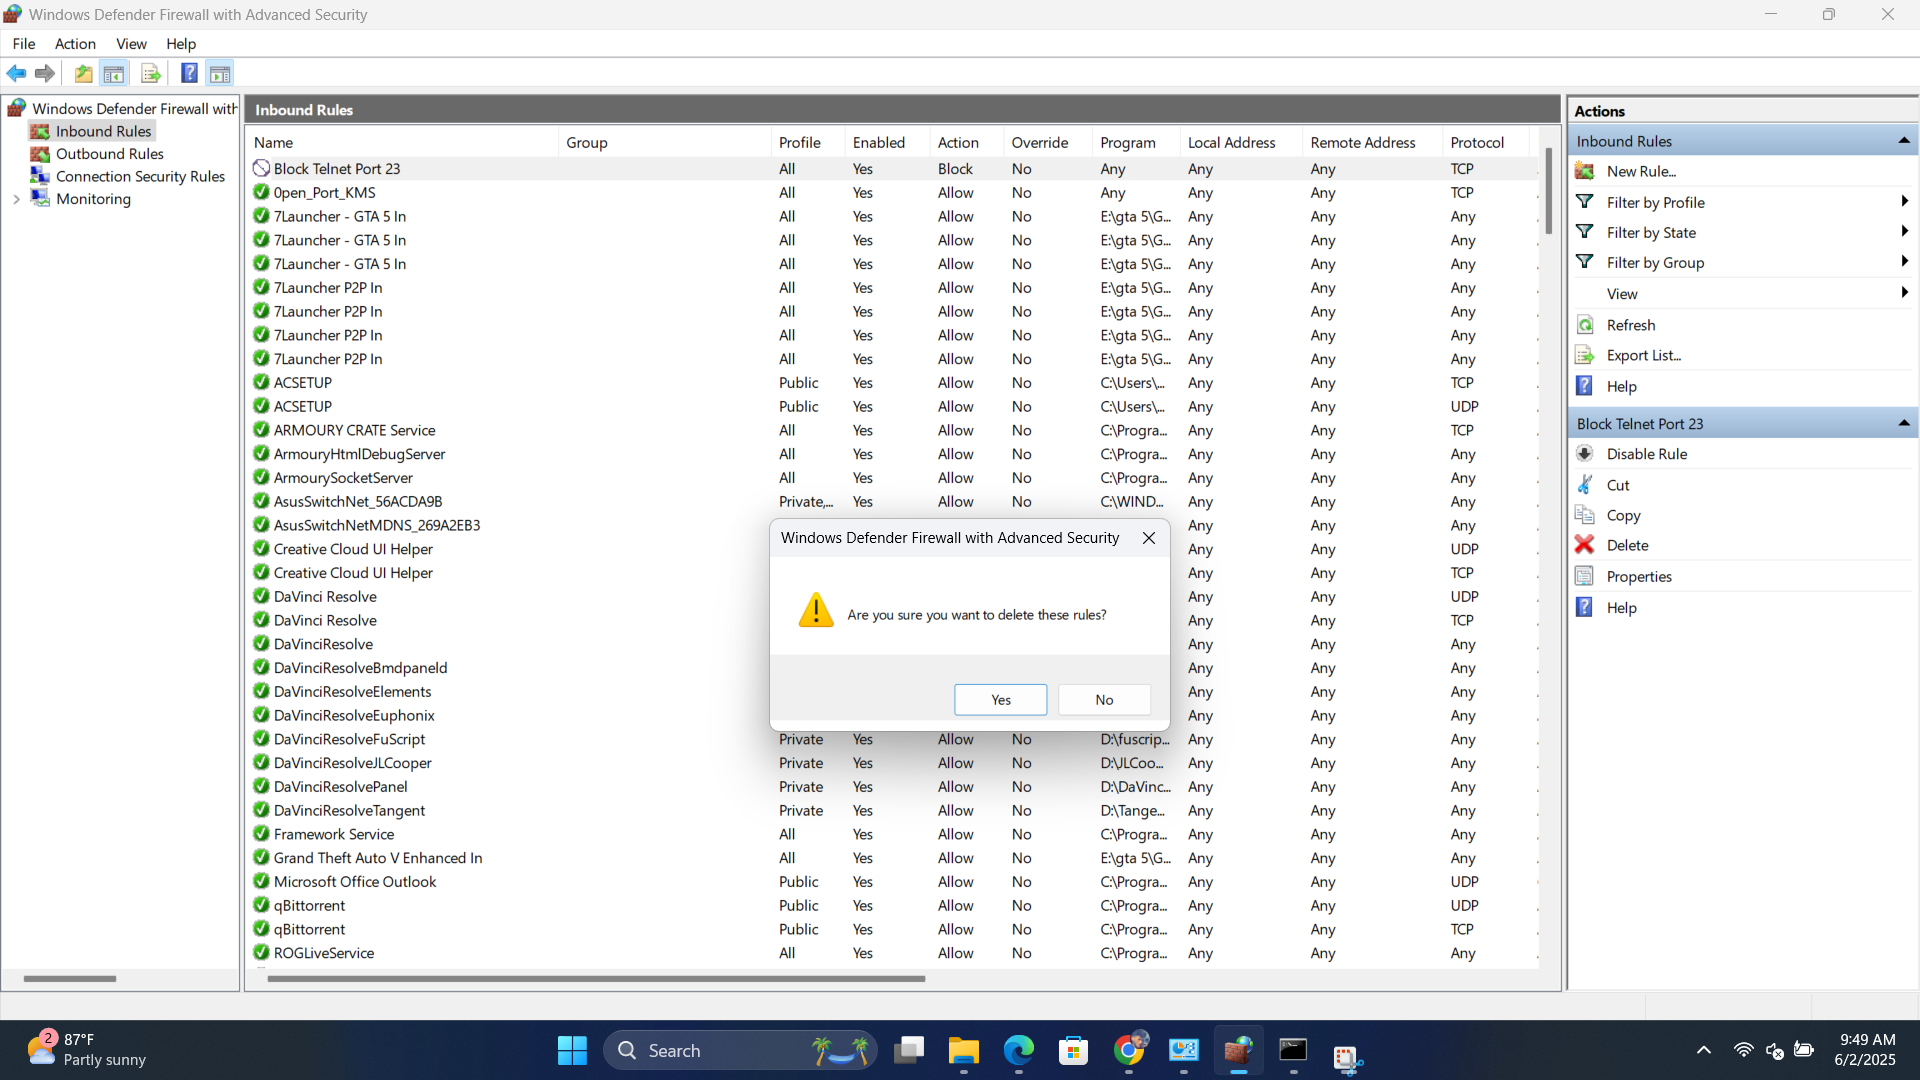 Windows Defender Firewall with Advanced Security
File Action View Help
Windows Defender Firewall with
Inbound Rules
Outbound Rules
Connection Security Rules
Monitoring
Inbound Rules
Name Group Profile Enabled Action Override Program Local Address Remote Address Protocol
Block Telnet Port 23 All Yes Block No Any Any Any TCP
0pen_Port_KMS All Yes Allow No Any Any Any TCP
7Launcher - GTA 5 In All Yes Allow No E:\gta 5\G... Any Any Any
7Launcher - GTA 5 In All Yes Allow No E:\gta 5\G... Any Any Any
7Launcher - GTA 5 In All Yes Allow No E:\gta 5\G... Any Any Any
7Launcher P2P In All Yes Allow No E:\gta 5\G... Any Any Any
7Launcher P2P In All Yes Allow No E:\gta 5\G... Any Any Any
7Launcher P2P In All Yes Allow No E:\gta 5\G... Any Any Any
7Launcher P2P In All Yes Allow No E:\gta 5\G... Any Any Any
ACSETUP Public Yes Allow No C:\Users\... Any Any TCP
ACSETUP Public Yes Allow No C:\Users\... Any Any UDP
ARMOURY CRATE Service All Yes Allow No C:\Progra... Any Any TCP
ArmouryHtmlDebugServer All Yes Allow No C:\Progra... Any Any Any
ArmourySocketServer All Yes Allow No C:\Progra... Any Any Any
AsusSwitchNet_56ACDA9B Private,... Yes Allow No C:\WIND... Any Any Any
AsusSwitchNetMDNS_269A2EB3 Any Any Any
Creative Cloud UI Helper Any Any UDP
Creative Cloud UI Helper Any Any TCP
DaVinci Resolve Any Any UDP
DaVinci Resolve Any Any TCP
DaVinciResolve Any Any Any
DaVinciResolveBmdpaneld Any Any Any
DaVinciResolveElements Any Any Any
DaVinciResolveEuphonix Any Any Any
DaVinciResolveFuScript Private Yes Allow No D:\fuscrip... Any Any Any
DaVinciResolveJLCooper Private Yes Allow No D:\JLCoo... Any Any Any
DaVinciResolvePanel Private Yes Allow No D:\DaVinc... Any Any Any
DaVinciResolveTangent Private Yes Allow No D:\Tange... Any Any Any
Framework Service All Yes Allow No C:\Progra... Any Any Any
Grand Theft Auto V Enhanced In All Yes Allow No E:\gta 5\G... Any Any Any
Microsoft Office Outlook Public Yes Allow No C:\Progra... Any Any UDP
qBittorrent Public Yes Allow No C:\Progra... Any Any UDP
qBittorrent Public Yes Allow No C:\Progra... Any Any TCP
ROGLiveService All Yes Allow No C:\Progra... Any Any Any
Windows Defender Firewall with Advanced Security
Are you sure you want to delete these rules?
Yes No
Actions
Inbound Rules
New Rule...
Filter by Profile
Filter by State
Filter by Group
View
Refresh
Export List...
Help
Block Telnet Port 23
Disable Rule
Cut
Copy
Delete
Properties
Help
2
87°F
Partly sunny
Search
9:49 AM
6/2/2025